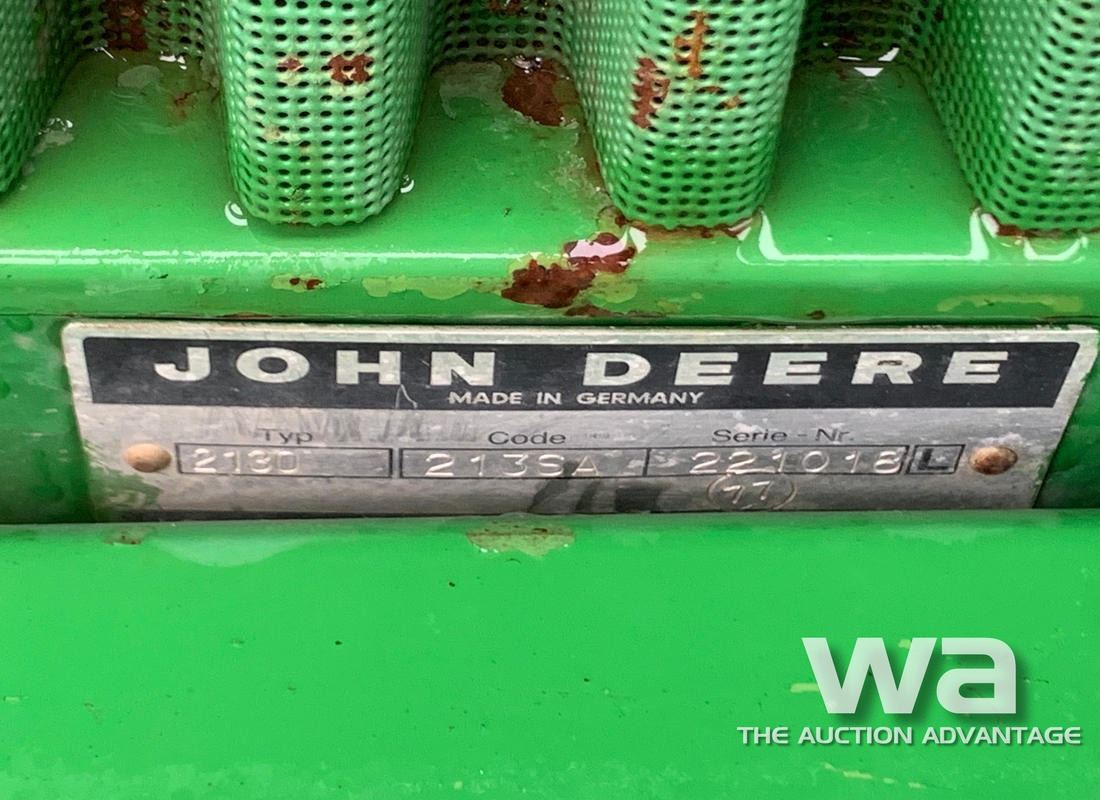 JOHN DEERE
MADE IN GERMANY
Typ Code Serie-Nr.
2130 213SA 221018 L
77
wa
THE AUCTION ADVANTAGE